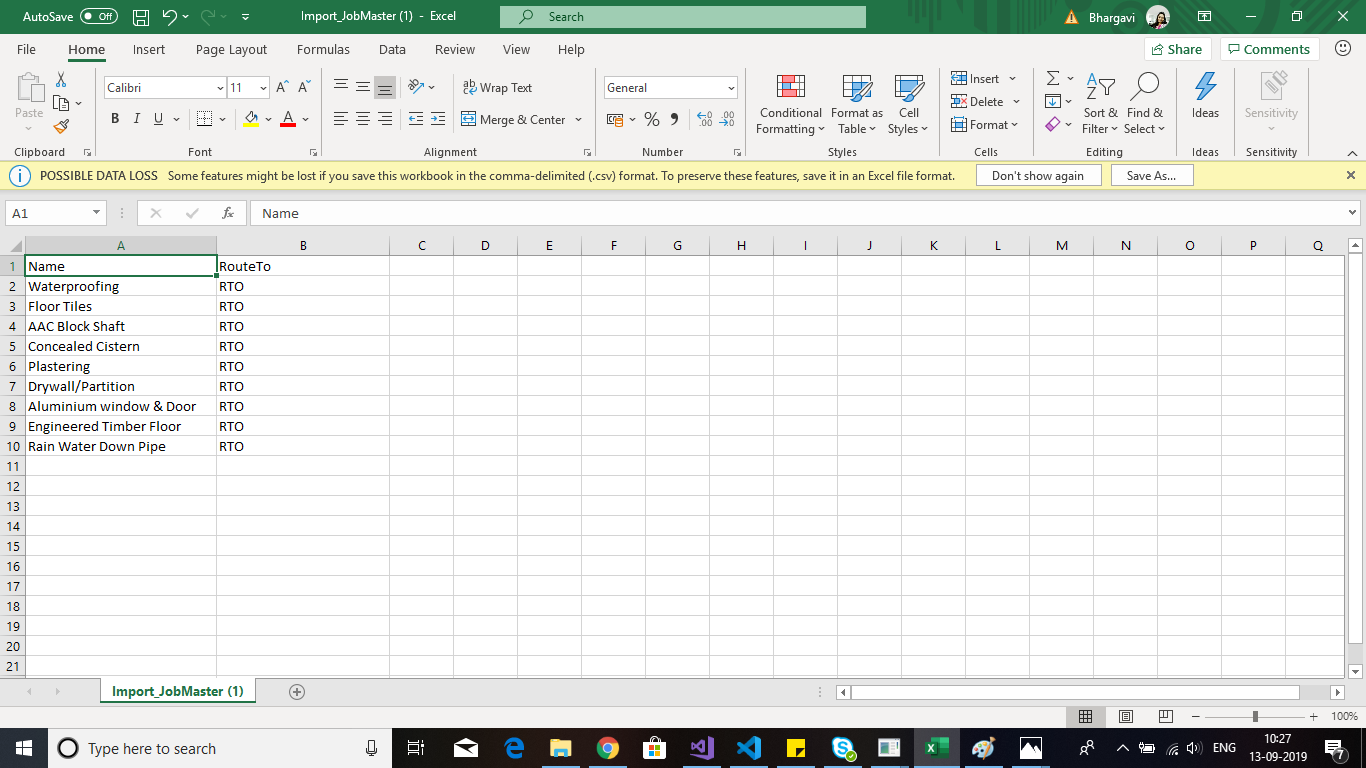 AutoSave Off Import_JobMaster (1) - Excel Search Bhargavi
File Home Insert Page Layout Formulas Data Review View Help Share Comments
Paste
Clipboard
Calibri 11
B I U A
Font
Wrap Text
Merge & Center
Alignment
General
%
Number
Conditional Formatting
Format as Table
Cell Styles
Styles
Insert
Delete
Format
Cells
Sort & Filter
Find & Select
Editing
Ideas
Ideas
Sensitivity
Sensitivity
POSSIBLE DATA LOSS Some features might be lost if you save this workbook in the comma-delimited (.csv) format. To preserve these features, save it in an Excel file format. Don't show again Save As...
A1 fx Name
A B C D E F G H I J K L M N O P Q
1 Name RouteTo
2 Waterproofing RTO
3 Floor Tiles RTO
4 AAC Block Shaft RTO
5 Concealed Cistern RTO
6 Plastering RTO
7 Drywall/Partition RTO
8 Aluminium window & Door RTO
9 Engineered Timber Floor RTO
10 Rain Water Down Pipe RTO
11
12
13
14
15
16
17
18
19
20
21
Import_JobMaster (1)
100%
Type here to search ENG 10:27
13-09-2019 7